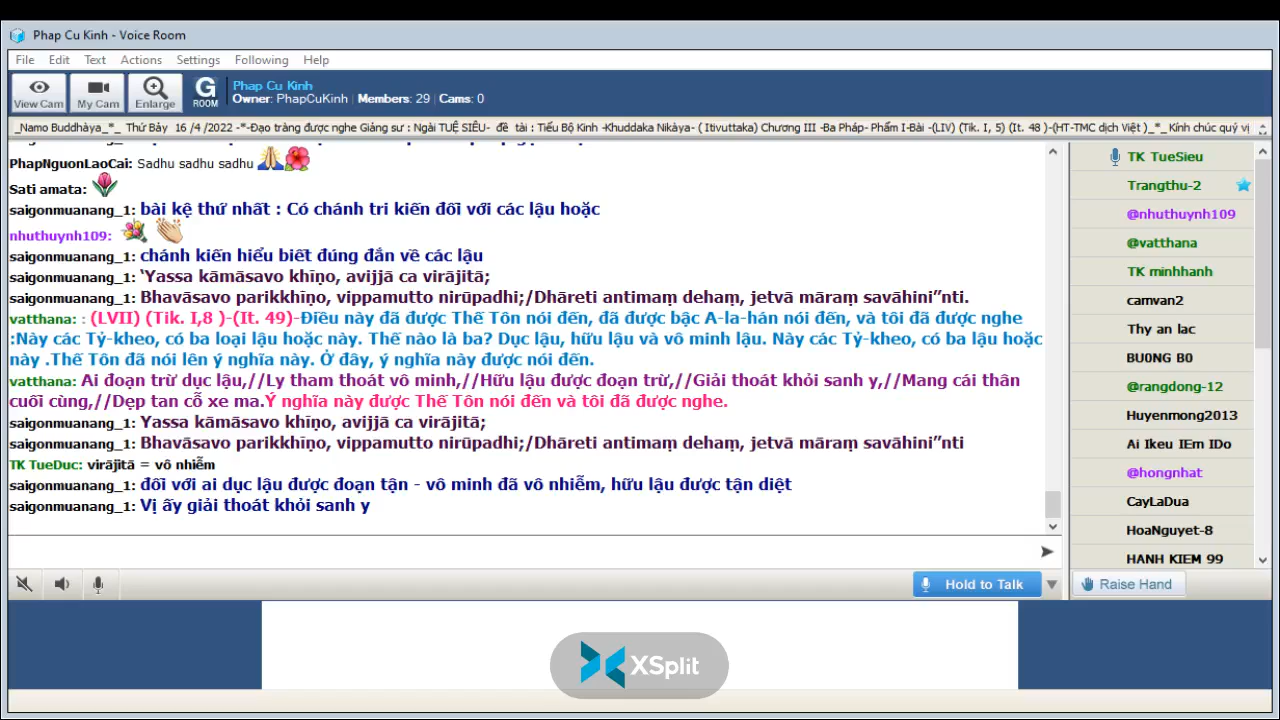 Phap Cu Kinh - Voice Room
File Edit Text Actions Settings Following Help
View Cam My Cam Enlarge G ROOM
Phap Cu Kinh
Owner: PhapCuKinh Members: 29 Cams: 0
_Namo Buddhàya_*_ Thứ Bảy 16 /4 /2022 -*-Đạo tràng được nghe Giảng sư : Ngài TUỆ SIÊU- đề tài : Tiểu Bộ Kinh -Khuddaka Nikàya- ( Itivuttaka) Chương III -Ba Pháp- Phẩm I-Bài -(LIV) (Tik. I, 5) (It. 48 )-(HT-TMC dịch Việt )_*_ Kính chúc quý vị
PhapNguonLaoCai: Sadhu sadhu sadhu
Sati amata:
saigonmuanang_1: bài kệ thứ nhất : Có chánh tri kiến đối với các lậu hoặc
nhuthuynh109:
saigonmuanang_1: chánh kiến hiểu biết đúng đắn về các lậu
saigonmuanang_1: ‘Yassa kāmāsavo khīṇo, avijjā ca virājitā;
saigonmuanang_1: Bhavāsavo parikkhīṇo, vippamutto nirūpadhi;/Dhāreti antimaṃ dehaṃ, jetvā māraṃ savāhini”nti.
vatthana: : (LVII) (Tik. I,8 )-(It. 49)-Điều này đã được Thế Tôn nói đến, đã được bậc A-la-hán nói đến, và tôi đã được nghe
:Này các Tỷ-kheo, có ba loại lậu hoặc này. Thế nào là ba? Dục lậu, hữu lậu và vô minh lậu. Này các Tỷ-kheo, có ba lậu hoặc
này .Thế Tôn đã nói lên ý nghĩa này. Ở đây, ý nghĩa này được nói đến.
vatthana: Ai đoạn trừ dục lậu,//Ly tham thoát vô minh,//Hữu lậu được đoạn trừ,//Giải thoát khỏi sanh y,//Mang cái thân
cuối cùng,//Dẹp tan cỗ xe ma.Ý nghĩa này được Thế Tôn nói đến và tôi đã được nghe.
saigonmuanang_1: Yassa kāmāsavo khīṇo, avijjā ca virājitā;
saigonmuanang_1: Bhavāsavo parikkhīṇo, vippamutto nirūpadhi;/Dhāreti antimaṃ dehaṃ, jetvā māraṃ savāhini”nti
TK TueDuc: virājitā = vô nhiễm
saigonmuanang_1: đối với ai dục lậu được đoạn tận - vô minh đã vô nhiễm, hữu lậu được tận diệt
saigonmuanang_1: Vị ấy giải thoát khỏi sanh y
TK TueSieu
Trangthu-2
@nhuthuynh109
@vatthana
TK minhhanh
camvan2
Thy an lac
BU0NG B0
@rangdong-12
Huyenmong2013
Ai Ikeu IEm IDo
@hongnhat
CayLaDua
HoaNguyet-8
HANH KIEM 99
Hold to Talk
Raise Hand
XSplit